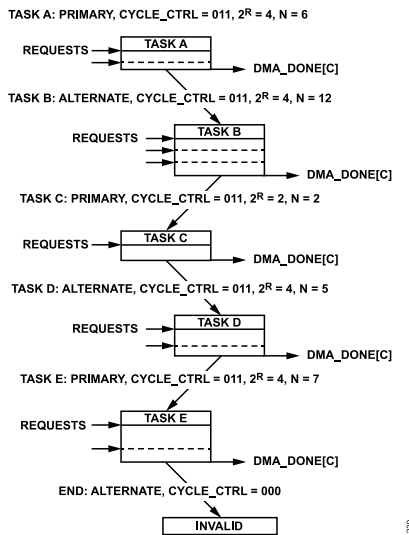 TASK A: PRIMARY, CYCLE_CTRL = 011, 2R = 4, N = 6
TASK A
REQUESTS
DMA_DONE[C]
TASK B: ALTERNATE, CYCLE_CTRL = 011, 2R = 4, N = 12
TASK B
REQUESTS
DMA_DONE[C]
TASK C: PRIMARY, CYCLE_CTRL = 011, 2R = 2, N = 2
TASK C
REQUESTS
DMA_DONE[C]
TASK D: ALTERNATE, CYCLE_CTRL = 011, 2R = 4, N = 5
TASK D
REQUESTS
DMA_DONE[C]
TASK E: PRIMARY, CYCLE_CTRL = 011, 2R = 4, N = 7
TASK E
REQUESTS
DMA_DONE[C]
END: ALTERNATE, CYCLE_CTRL = 000
INVALID